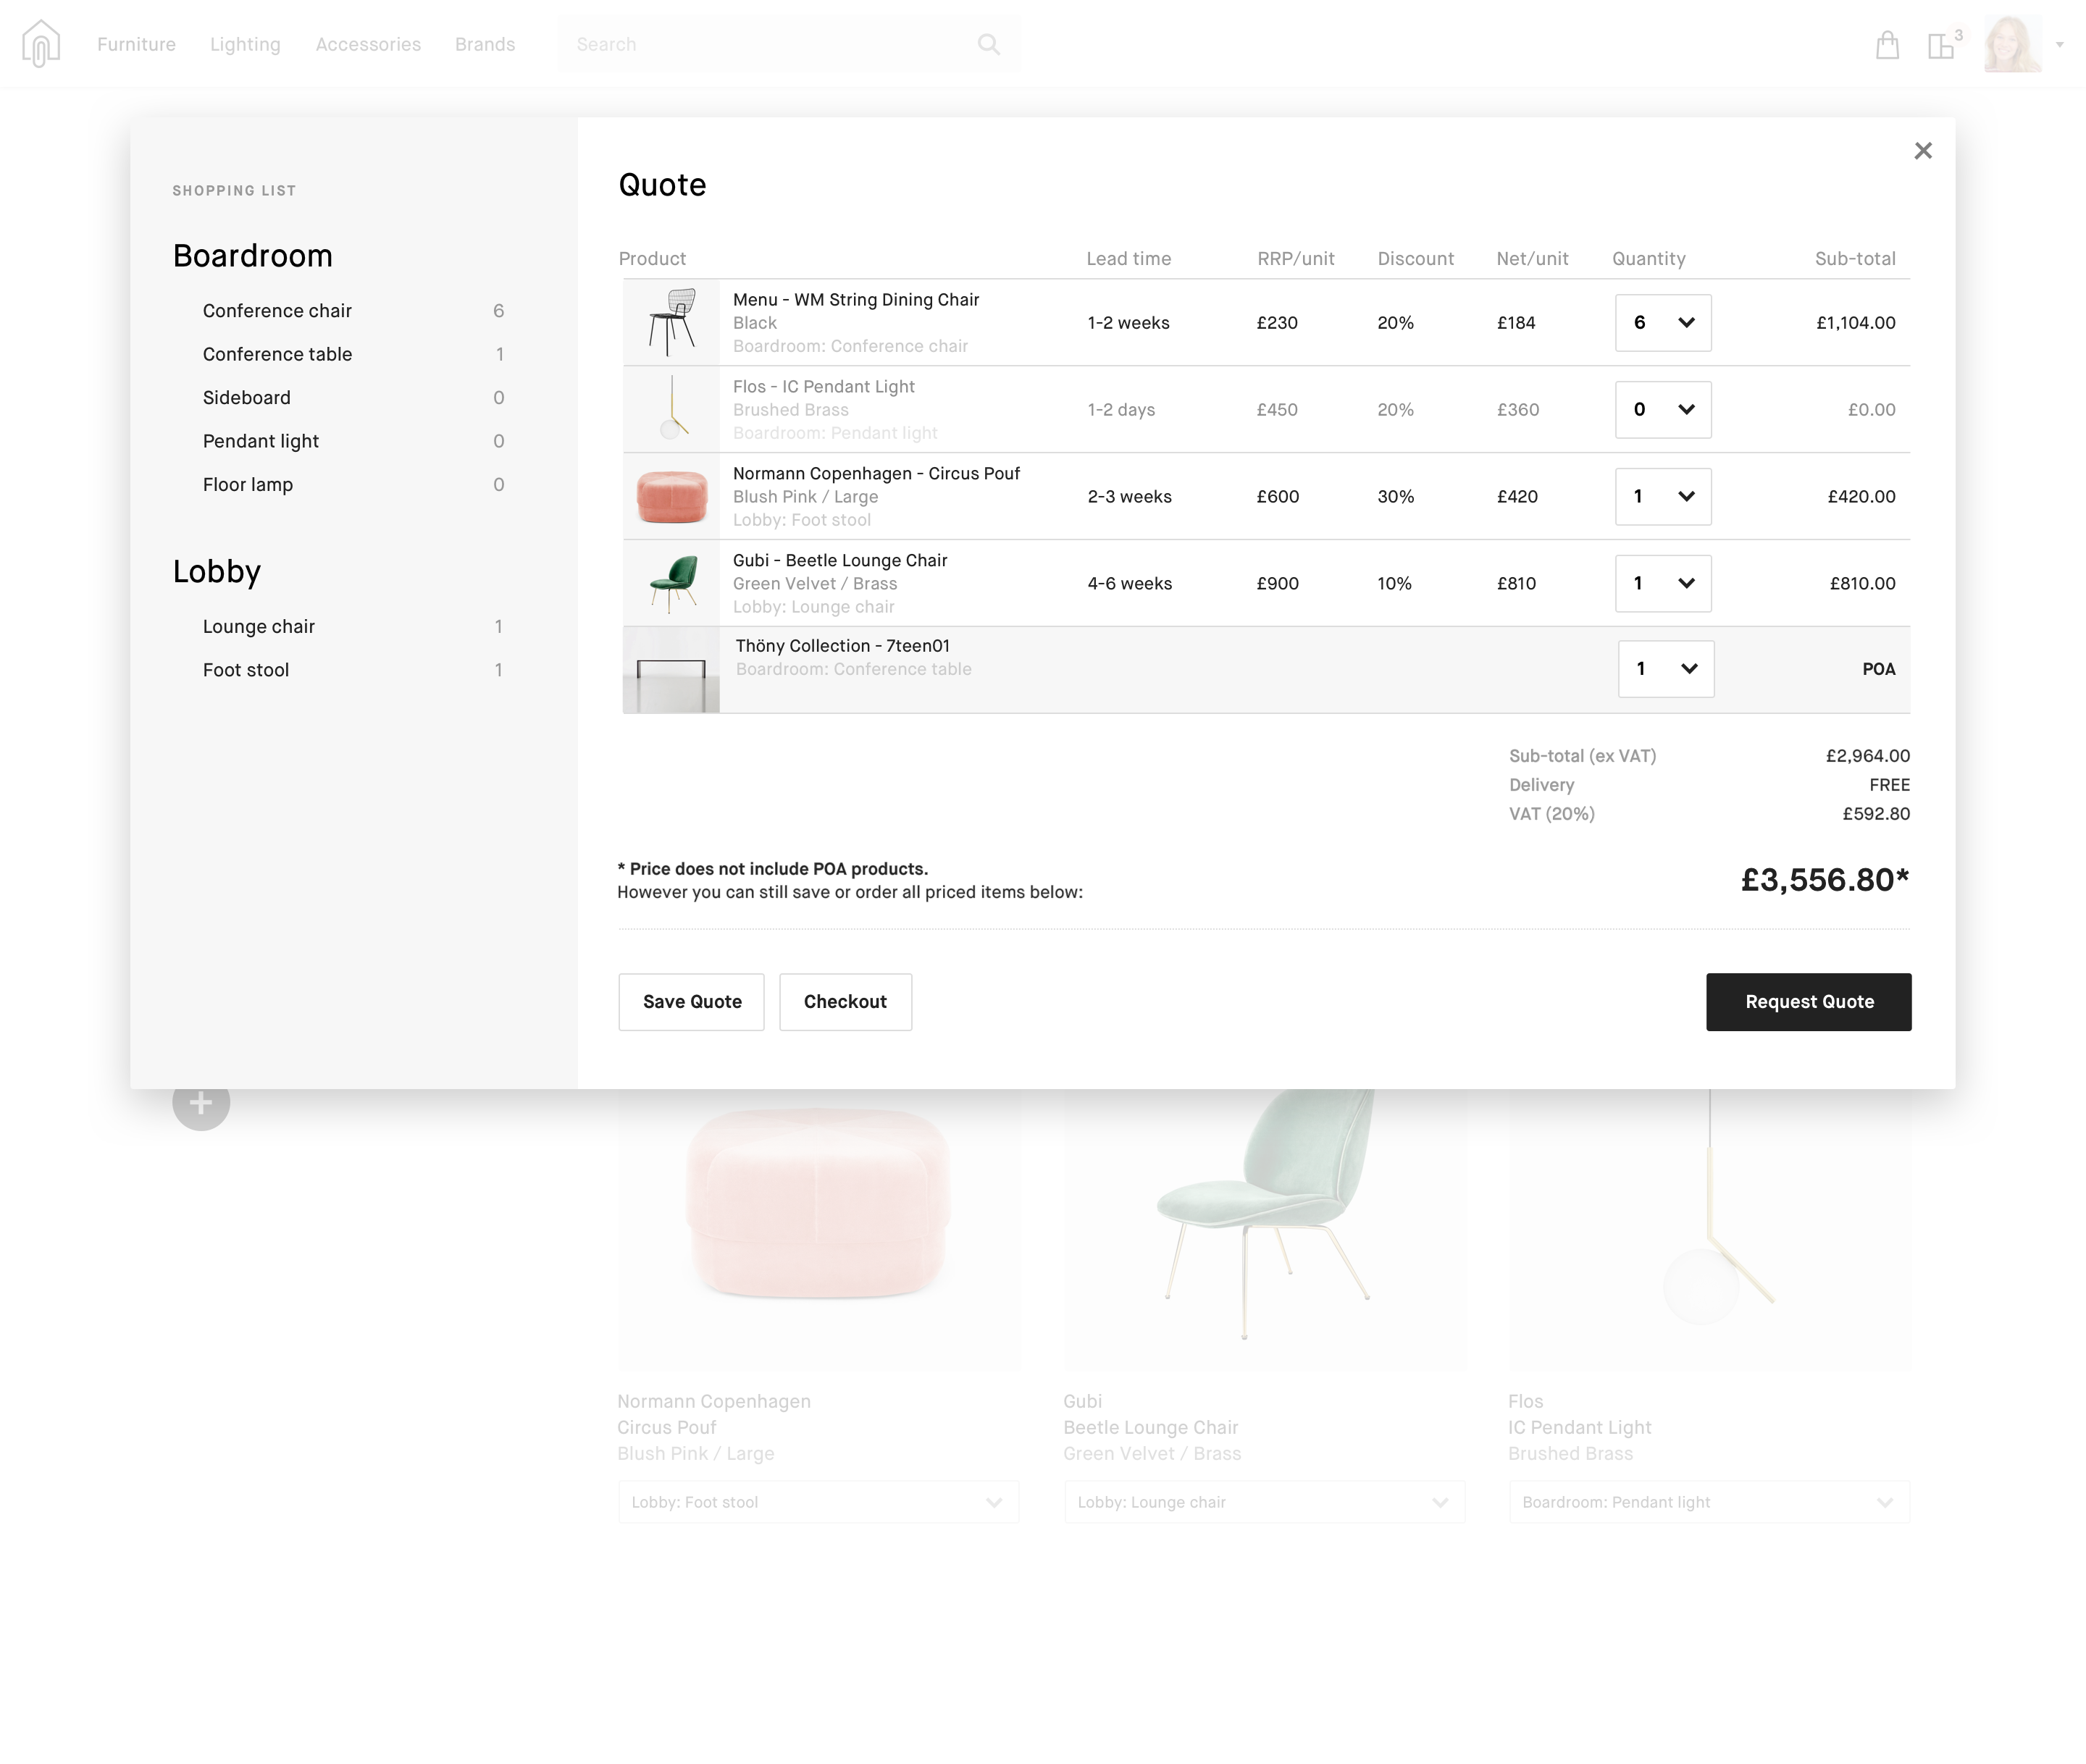 Furniture
Lighting
Accessories
Brands
Search
3
SHOPPING LIST
Boardroom
Conference chair 6
Conference table 1
Sideboard 0
Pendant light 0
Floor lamp 0
Lobby
Lounge chair 1
Foot stool 1
Quote
Product Lead time RRP/unit Discount Net/unit Quantity Sub-total
Menu - WM String Dining Chair
Black
Boardroom: Conference chair
1-2 weeks £230 20% £184 6 £1,104.00
Flos - IC Pendant Light
Brushed Brass
Boardroom: Pendant light
1-2 days £450 20% £360 0 £0.00
Normann Copenhagen - Circus Pouf
Blush Pink / Large
Lobby: Foot stool
2-3 weeks £600 30% £420 1 £420.00
Gubi - Beetle Lounge Chair
Green Velvet / Brass
Lobby: Lounge chair
4-6 weeks £900 10% £810 1 £810.00
Thöny Collection - 7teen01
Boardroom: Conference table
1 POA
Sub-total (ex VAT) £2,964.00
Delivery FREE
VAT (20%) £592.80
* Price does not include POA products.
However you can still save or order all priced items below:
£3,556.80*
Save Quote
Checkout
Request Quote
Normann Copenhagen
Circus Pouf
Blush Pink / Large
Lobby: Foot stool
Gubi
Beetle Lounge Chair
Green Velvet / Brass
Lobby: Lounge chair
Flos
IC Pendant Light
Brushed Brass
Boardroom: Pendant light